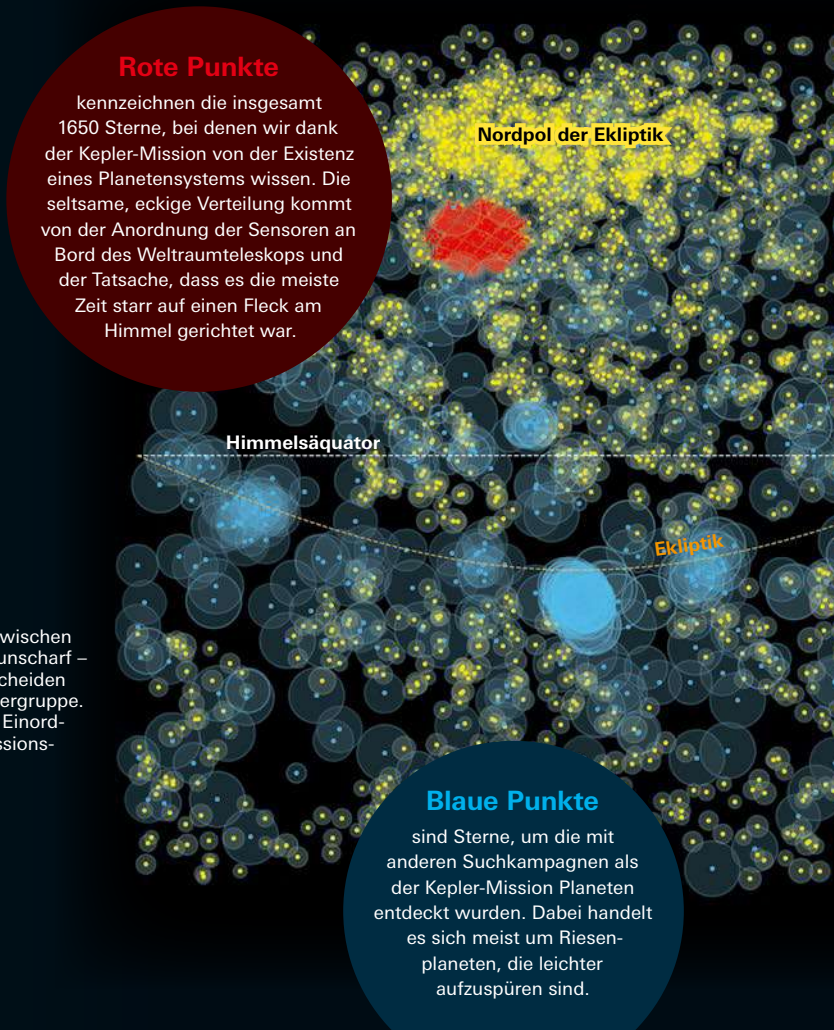 Rote Punkte
kennzeichnen die insgesamt
1650 Sterne, bei denen wir dank
der Kepler-Mission von der Existenz
eines Planetensystems wissen. Die
seltsame, eckige Verteilung kommt
von der Anordnung der Sensoren an
Bord des Weltraumteleskops und
der Tatsache, dass es die meiste
Zeit starr auf einen Fleck am
Himmel gerichtet war.
Nordpol der Ekliptik
Himmelsäquator
Ekliptik
wischen
unscharf –
cheiden
ergruppe.
Einord-
ssions-
Blaue Punkte
sind Sterne, um die mit
anderen Suchkampagnen als
der Kepler-Mission Planeten
entdeckt wurden. Dabei handelt
es sich meist um Riesen-
planeten, die leichter
aufzuspüren sind.